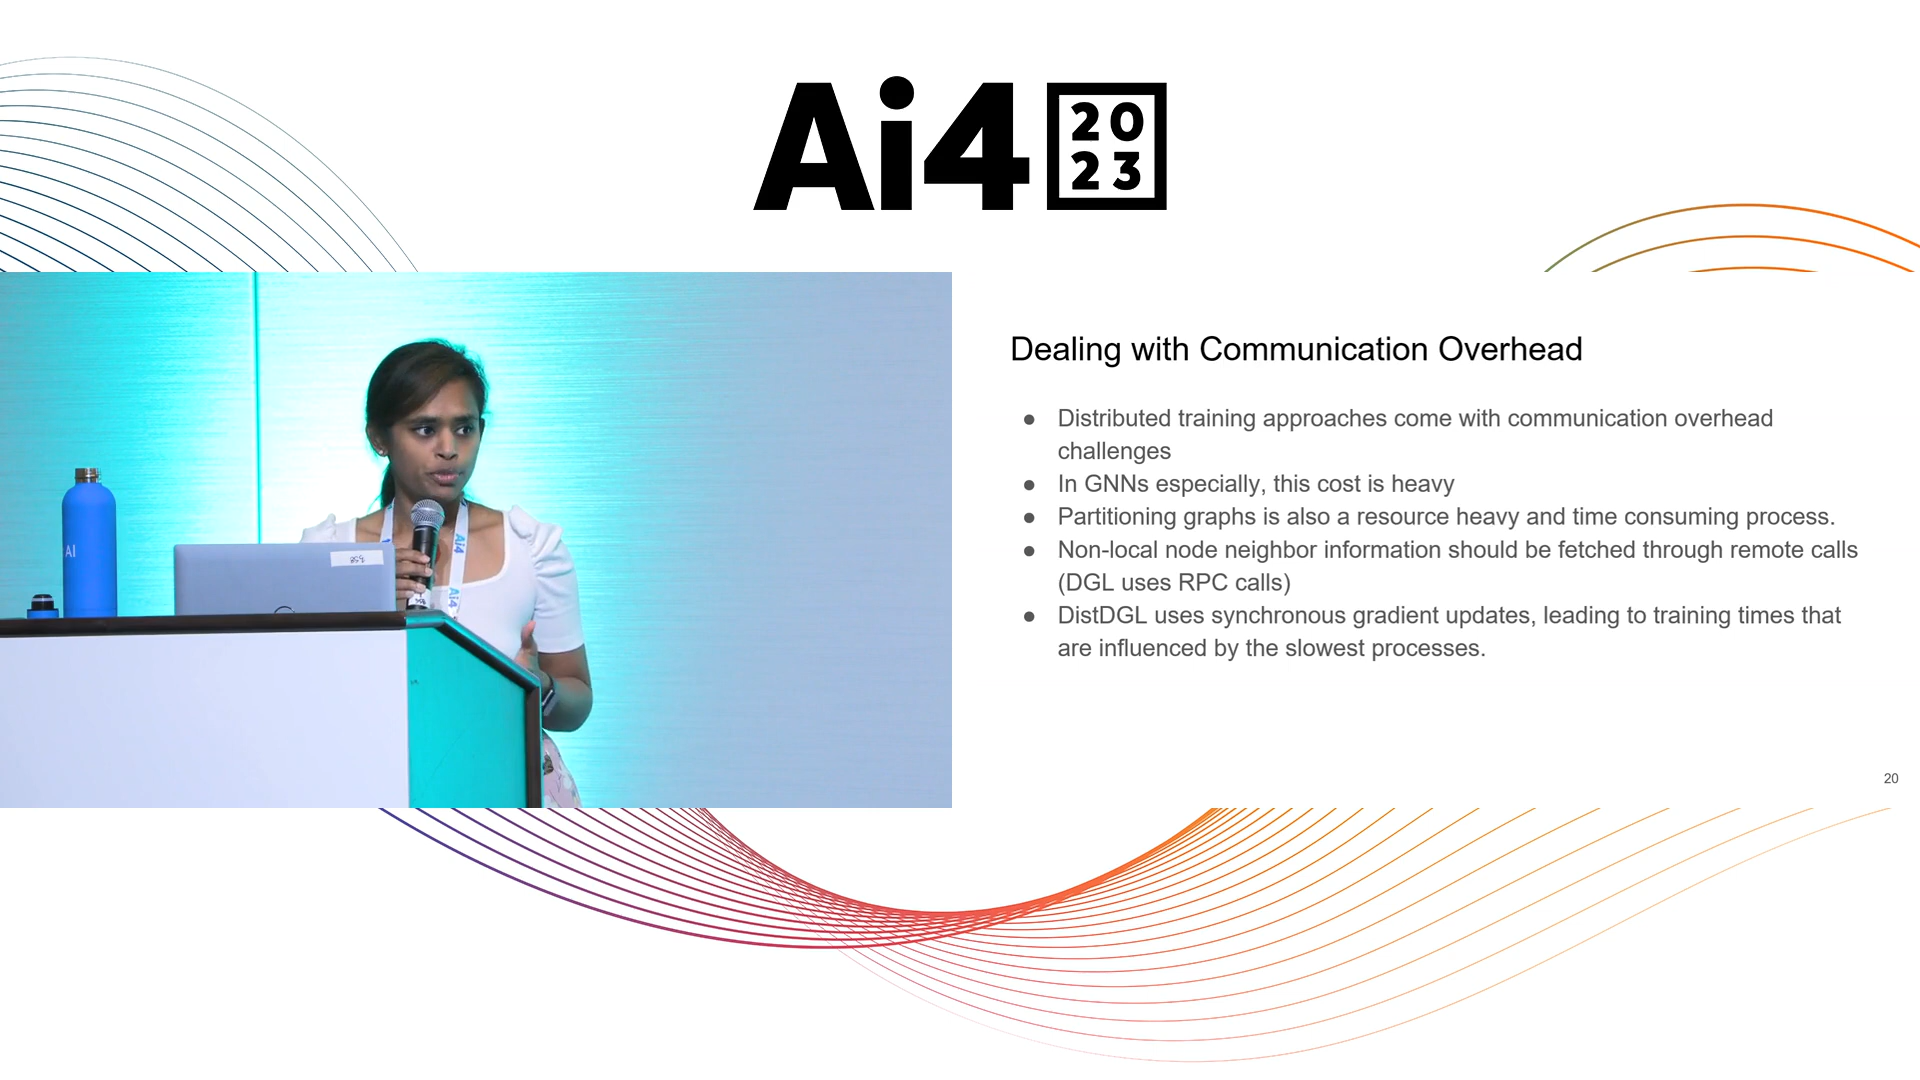 Ai4
20
23
Dealing with Communication Overhead
● Distributed training approaches come with communication overhead
challenges
● In GNNs especially, this cost is heavy
● Partitioning graphs is also a resource heavy and time consuming process.
● Non-local node neighbor information should be fetched through remote calls
(DGL uses RPC calls)
● DistDGL uses synchronous gradient updates, leading to training times that
are influenced by the slowest processes.
20
AI
Ai4
Ai4